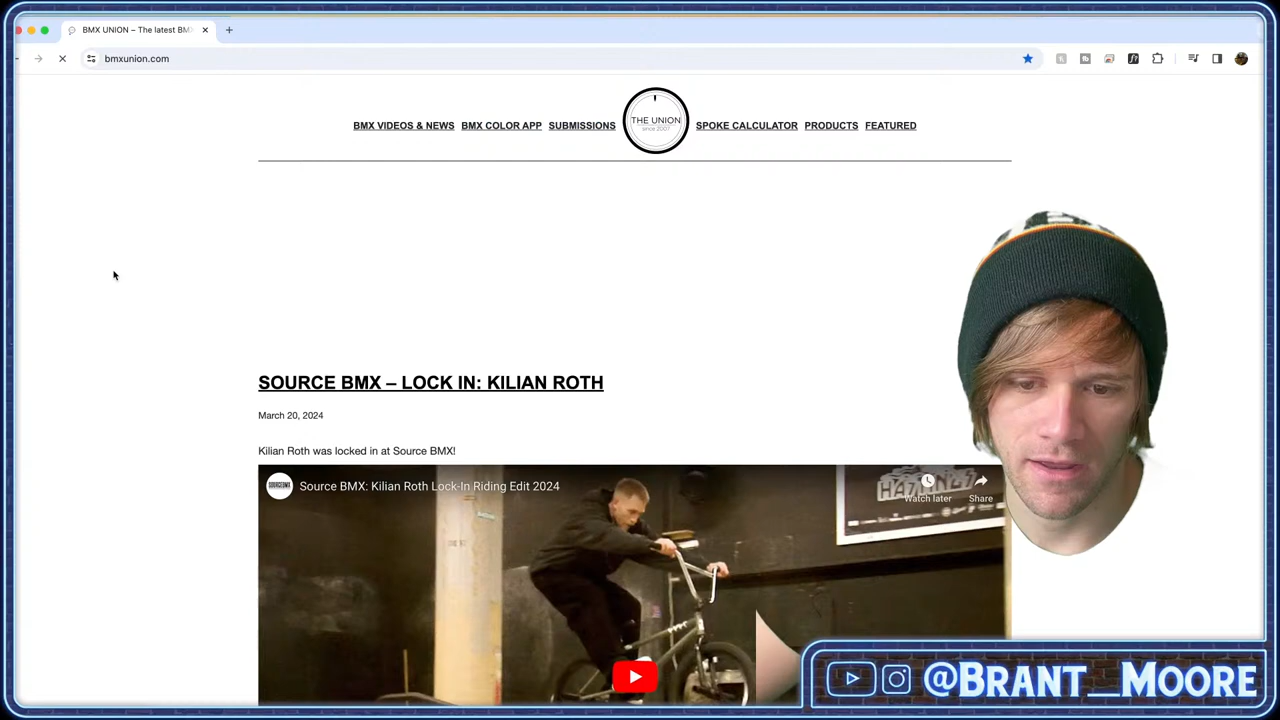 BMX UNION – The latest BMX
bmxunion.com
BMX VIDEOS & NEWS BMX COLOR APP SUBMISSIONS THE UNION since 2007 SPOKE CALCULATOR PRODUCTS FEATURED
SOURCE BMX – LOCK IN: KILIAN ROTH
March 20, 2024
Kilian Roth was locked in at Source BMX!
SOURCEBMX Source BMX: Kilian Roth Lock-In Riding Edit 2024
Watch later Share
@BRANT_MOORE